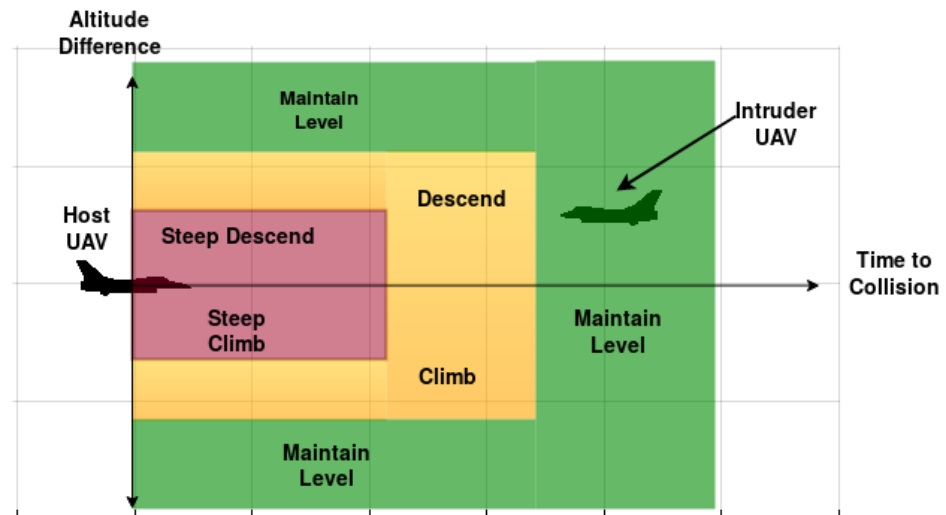 Altitude
Difference
Maintain
Level
Intruder
UAV
Descend
Host
UAV
Steep Descend
Time to
Collision
Steep
Climb
Maintain
Level
Climb
Maintain
Level